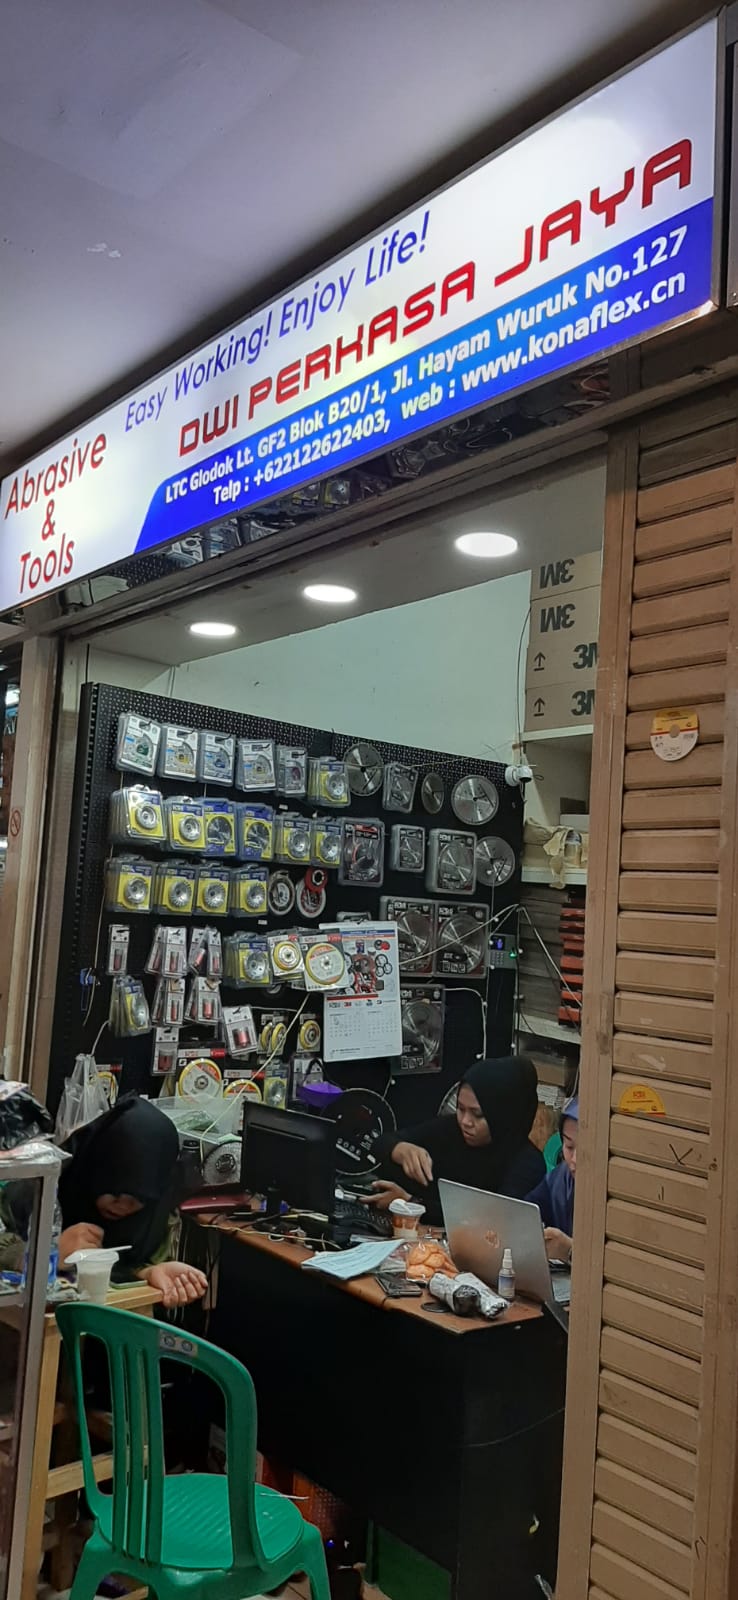 Abrasive
&
Tools
Easy Working! Enjoy Life!
DWI PERKASA JAYA
LTC Glodok Lt. GF2 Blok B20/1, Jl. Hayam Wuruk No.127
Telp : +622122622403, web : www.konaflex.cn
3M
3M
3M
3M